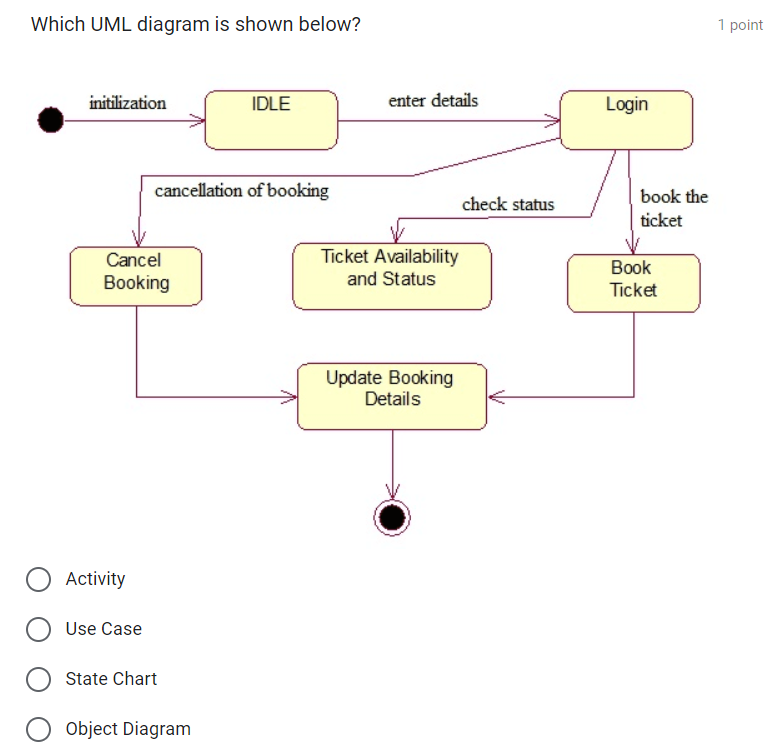 Which UML diagram is shown below?
1 point
initilization
IDLE
enter details
Login
cancellation of booking
check status
book the
ticket
Cancel
Booking
Ticket Availability
and Status
Book
Ticket
Update Booking
Details
Activity
Use Case
State Chart
Object Diagram